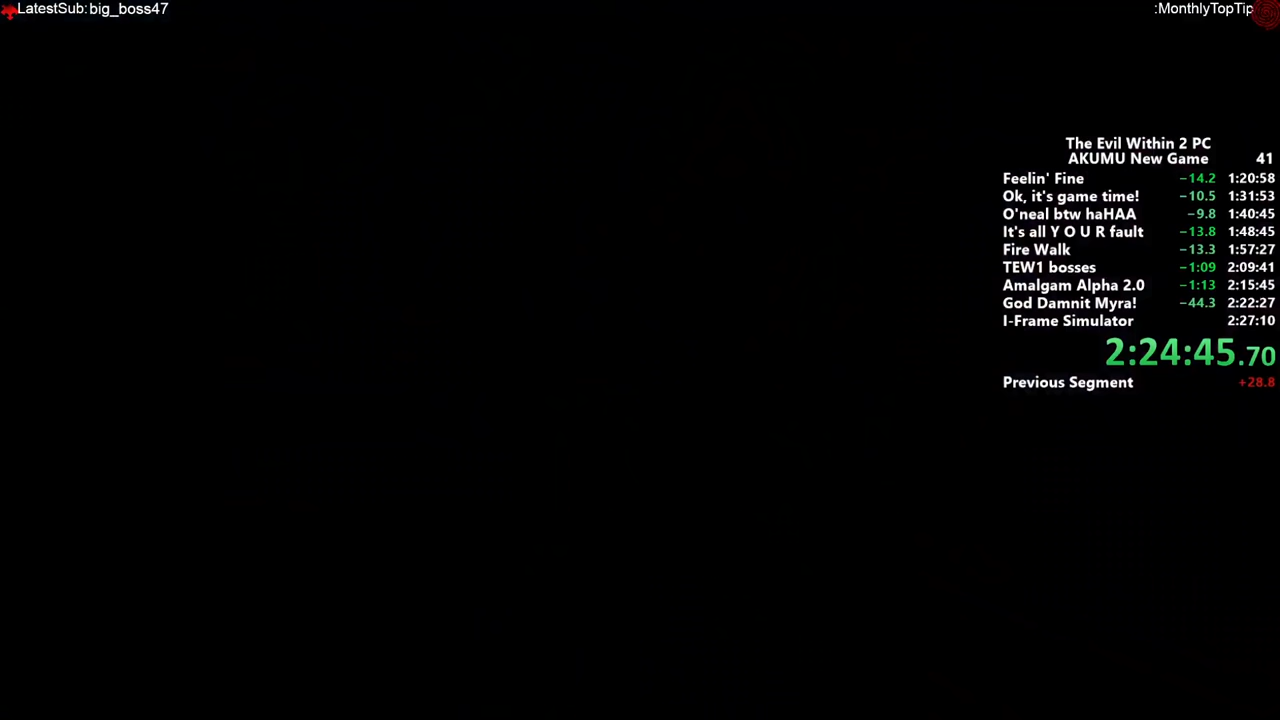 LatestSub: big_boss47
:MonthlyTopTip
The Evil Within 2 PC
AKUMU New Game 41
Feelin' Fine −14.2 1:20:58
Ok, it's game time! −10.5 1:31:53
O'neal btw haHAA −9.8 1:40:45
It's all Y O U R fault −13.8 1:48:45
Fire Walk −13.3 1:57:27
TEW1 bosses −1:09 2:09:41
Amalgam Alpha 2.0 −1:13 2:15:45
God Damnit Myra! −44.3 2:22:27
I-Frame Simulator 2:27:10
2:24:45.70
Previous Segment +28.8